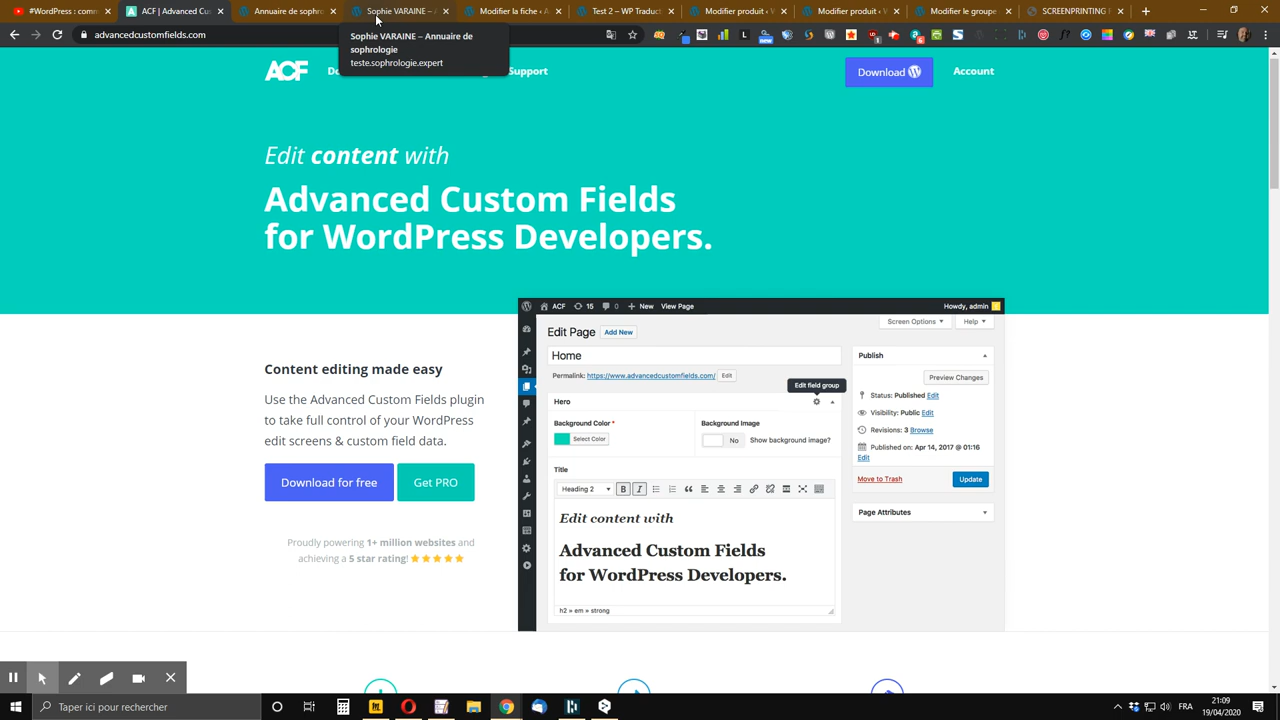 #WordPress : comm
ACF | Advanced Cus
Annuaire de sophro
Sophie VARAINE – A
Modifier les catég
Test 2 – WP Traduc
Modifier le produit ‹
Modifier le produit ‹
Modifier le groupe
SCREENPRINTING
advancedcustomfields.com
Sophie VARAINE – Annuaire de
sophrologie
teste.sophrologie.expert
ACF
Support
Download
Account
Edit content with
Advanced Custom Fields
for WordPress Developers.
ACF 15 0 New View Page
Howdy, admin
Screen Options
Help
Edit Page
Add New
Home
Permalink: https://www.advancedcustomfields.com/ Edit
Edit field group
Hero
Background Color *
Select Color
Background Image
No
Show background image?
Title
Heading 2
B I
Edit content with
Advanced Custom Fields
for WordPress Developers.
h2 » em » strong
Publish
Preview Changes
Status: Published Edit
Visibility: Public Edit
Revisions: 3 Browse
Published on: Apr 14, 2017 @ 01:16
Edit
Move to Trash
Update
Page Attributes
Content editing made easy
Use the Advanced Custom Fields plugin
to take full control of your WordPress
edit screens & custom field data.
Download for free
Get PRO
Proudly powering 1+ million websites and
achieving a 5 star rating!
Taper ici pour rechercher
FRA
21:09
19/04/2020